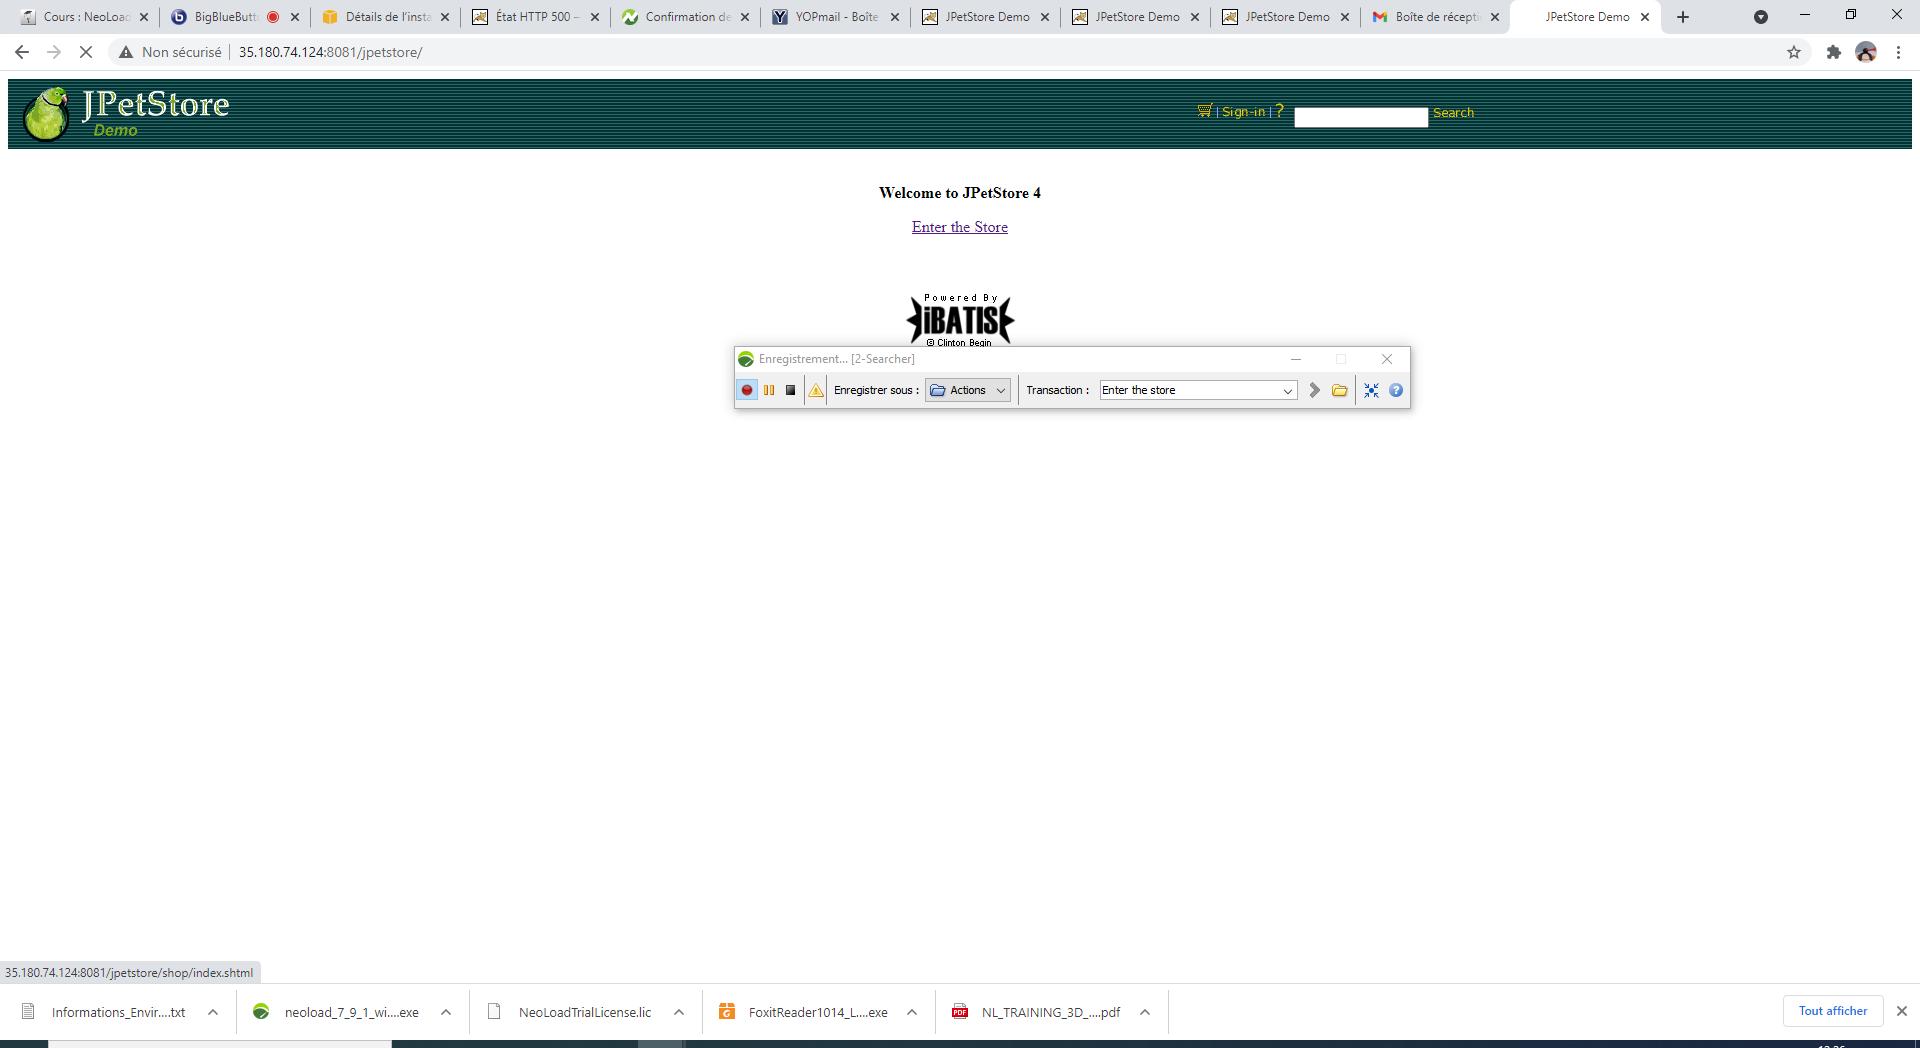 Cours : NeoLoad
BigBlueButt
Détails de l'insta
État HTTP 500 –
Confirmation de
YOPmail - Boîte
JPetStore Demo
JPetStore Demo
JPetStore Demo
Boîte de récepti
JPetStore Demo
Non sécurisé
35.180.74.124:8081/jpetstore/
JPetStore
Demo
| Sign-in | ?
Search
Welcome to JPetStore 4
Enter the Store
Powered By
iBATIS
© Clinton Begin
Enregistrement... [2-Searcher]
Enregistrer sous :
Actions
Transaction :
Enter the store
35.180.74.124:8081/jpetstore/shop/index.shtml
Informations_Envir....txt
neoload_7_9_1_wi....exe
NeoLoadTrialLicense.lic
FoxitReader1014_L....exe
PDF
NL_TRAINING_3D_....pdf
Tout afficher